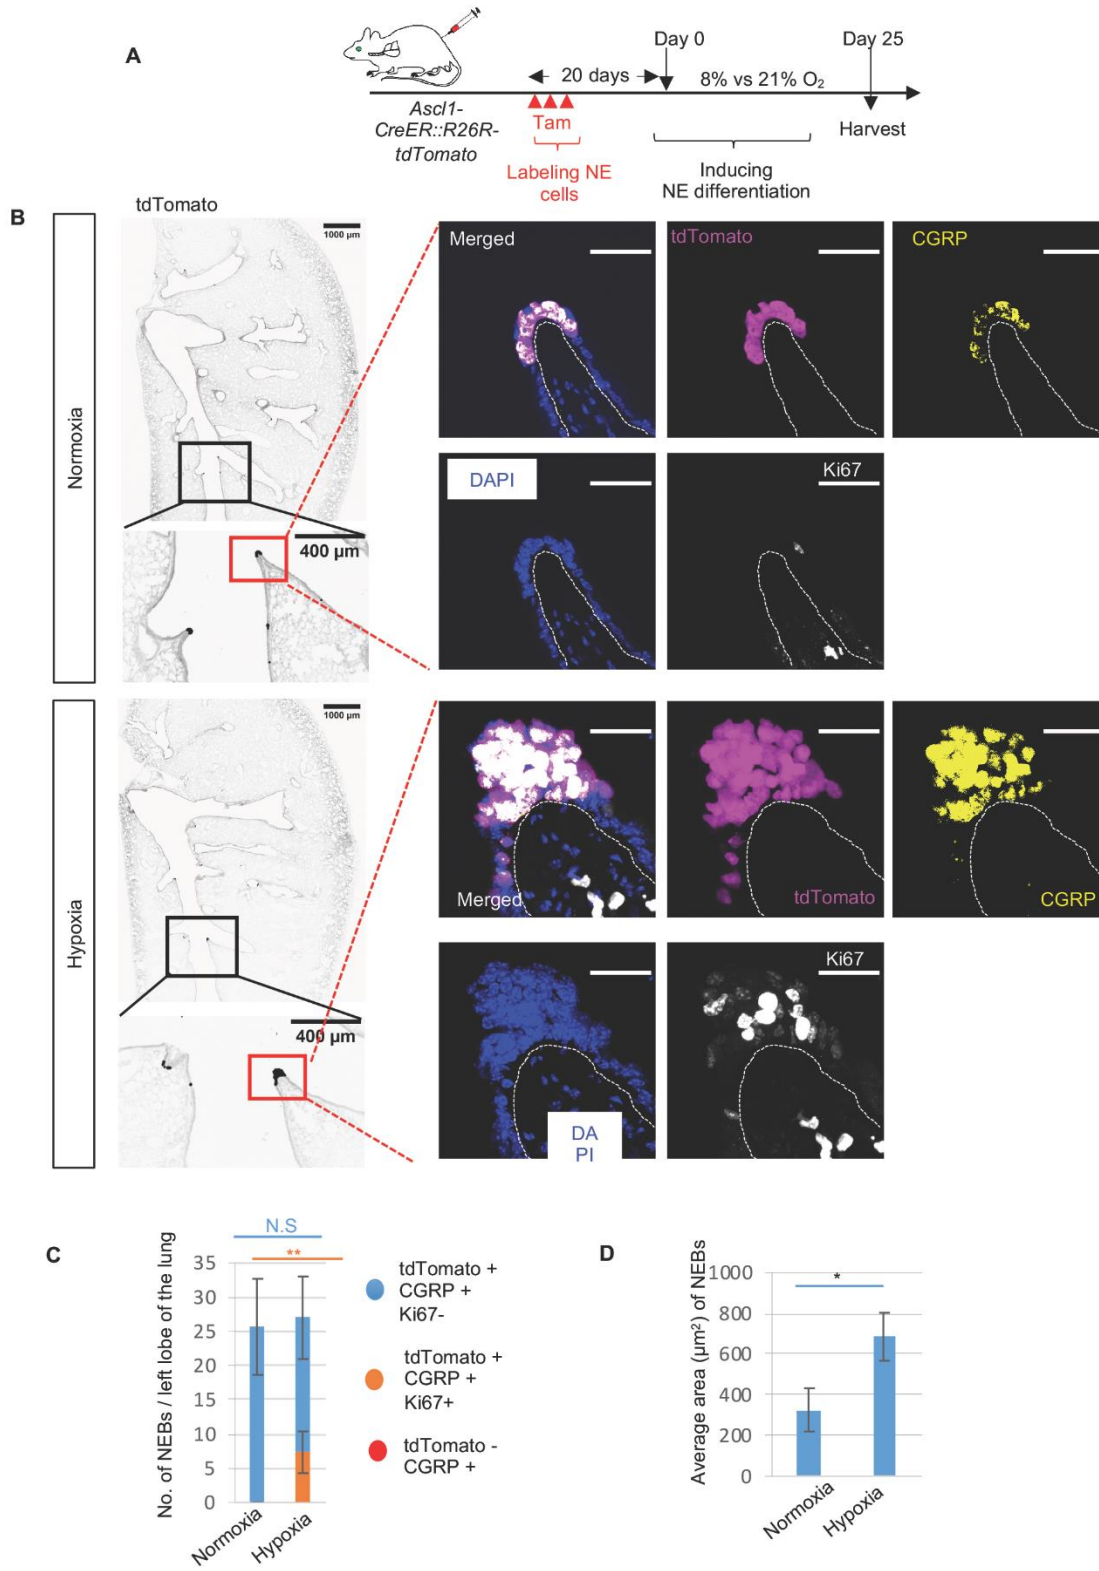 A
Day 0
Day 25
20 days
8% vs 21% O₂
Ascl1-
CreER::R26R-
tdTomato
Tam
Harvest
Labeling NE
cells
Inducing
NE differentiation
B
tdTomato
Normoxia
1000 µm
400 µm
Merged
tdTomato
CGRP
DAPI
Ki67
Hypoxia
1000 µm
400 µm
Merged
tdTomato
CGRP
DA
PI
Ki67
C
N.S
**
No. of NEBs / left lobe of the lung
35
30
25
20
15
10
5
0
Normoxia
Hypoxia
tdTomato +
CGRP +
Ki67-
tdTomato +
CGRP +
Ki67+
tdTomato -
CGRP +
D
*
Average area (µm²) of NEBs
1000
800
600
400
200
0
Normoxia
Hypoxia